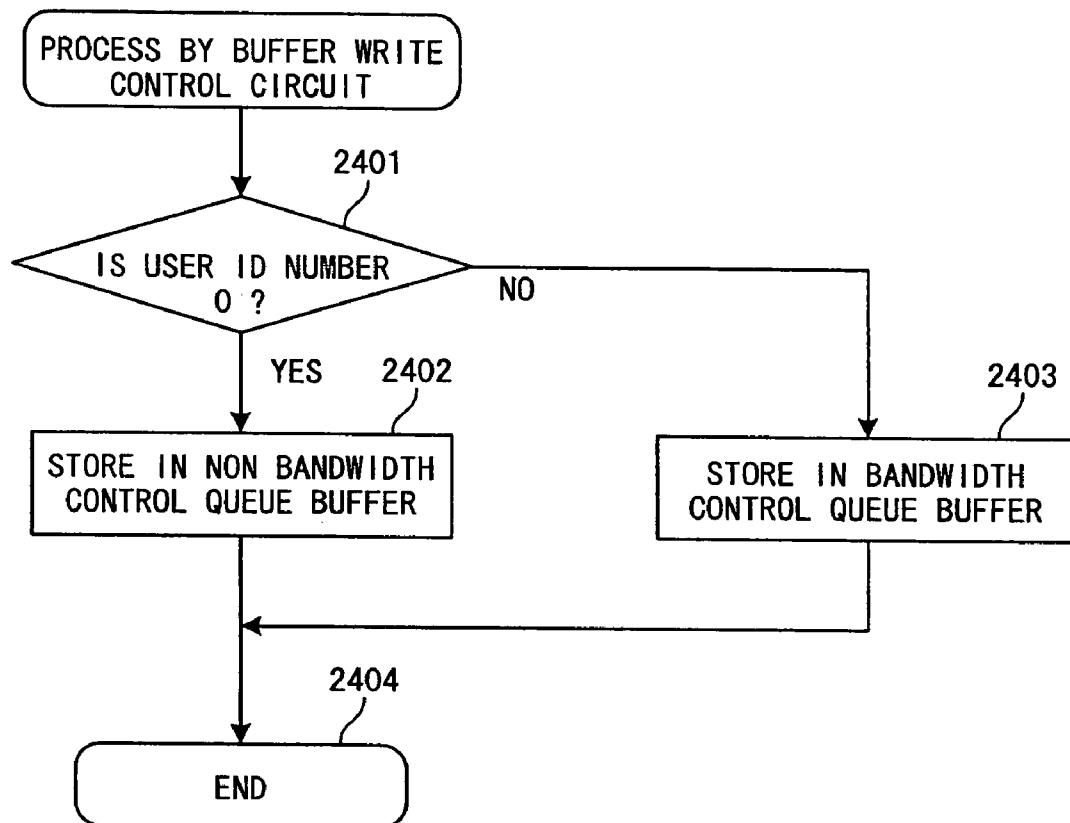 PROCESS BY BUFFER WRITE
CONTROL CIRCUIT
2401
IS USER ID NUMBER
0 ?
NO
YES
2402
2403
STORE IN NON BANDWIDTH
CONTROL QUEUE BUFFER
STORE IN BANDWIDTH
CONTROL QUEUE BUFFER
2404
END